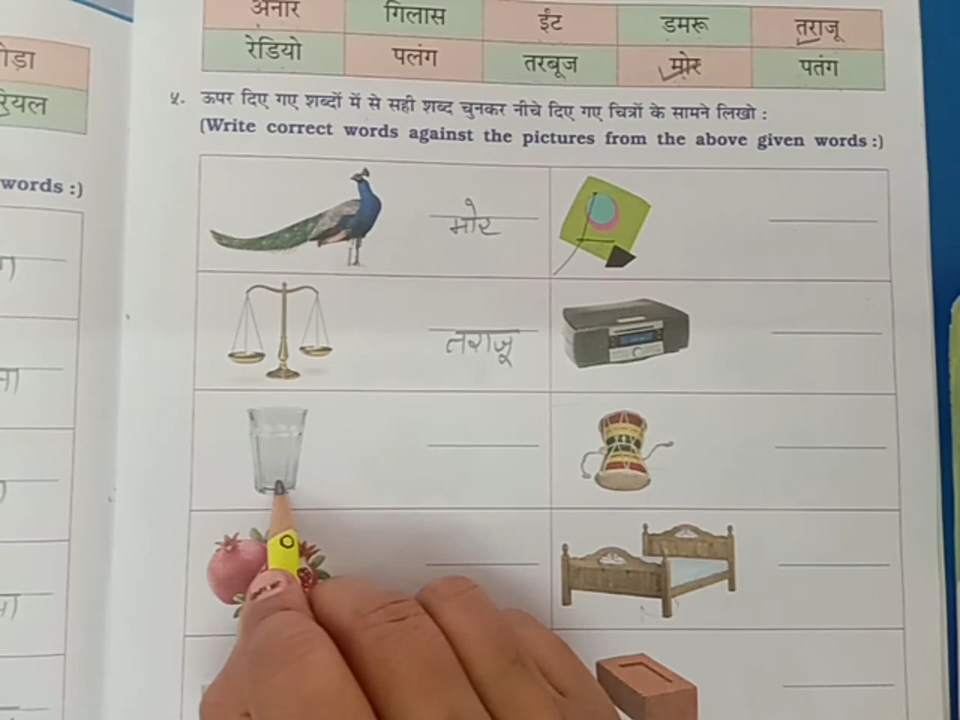 अनार गिलास ईंट डमरू तराजू
रेडियो पलंग तरबूज मोर पतंग
५. ऊपर दिए गए शब्दों में से सही शब्द चुनकर नीचे दिए गए चित्रों के सामने लिखो :
(Write correct words against the pictures from the above given words :)
words :)
मोर
तराजू